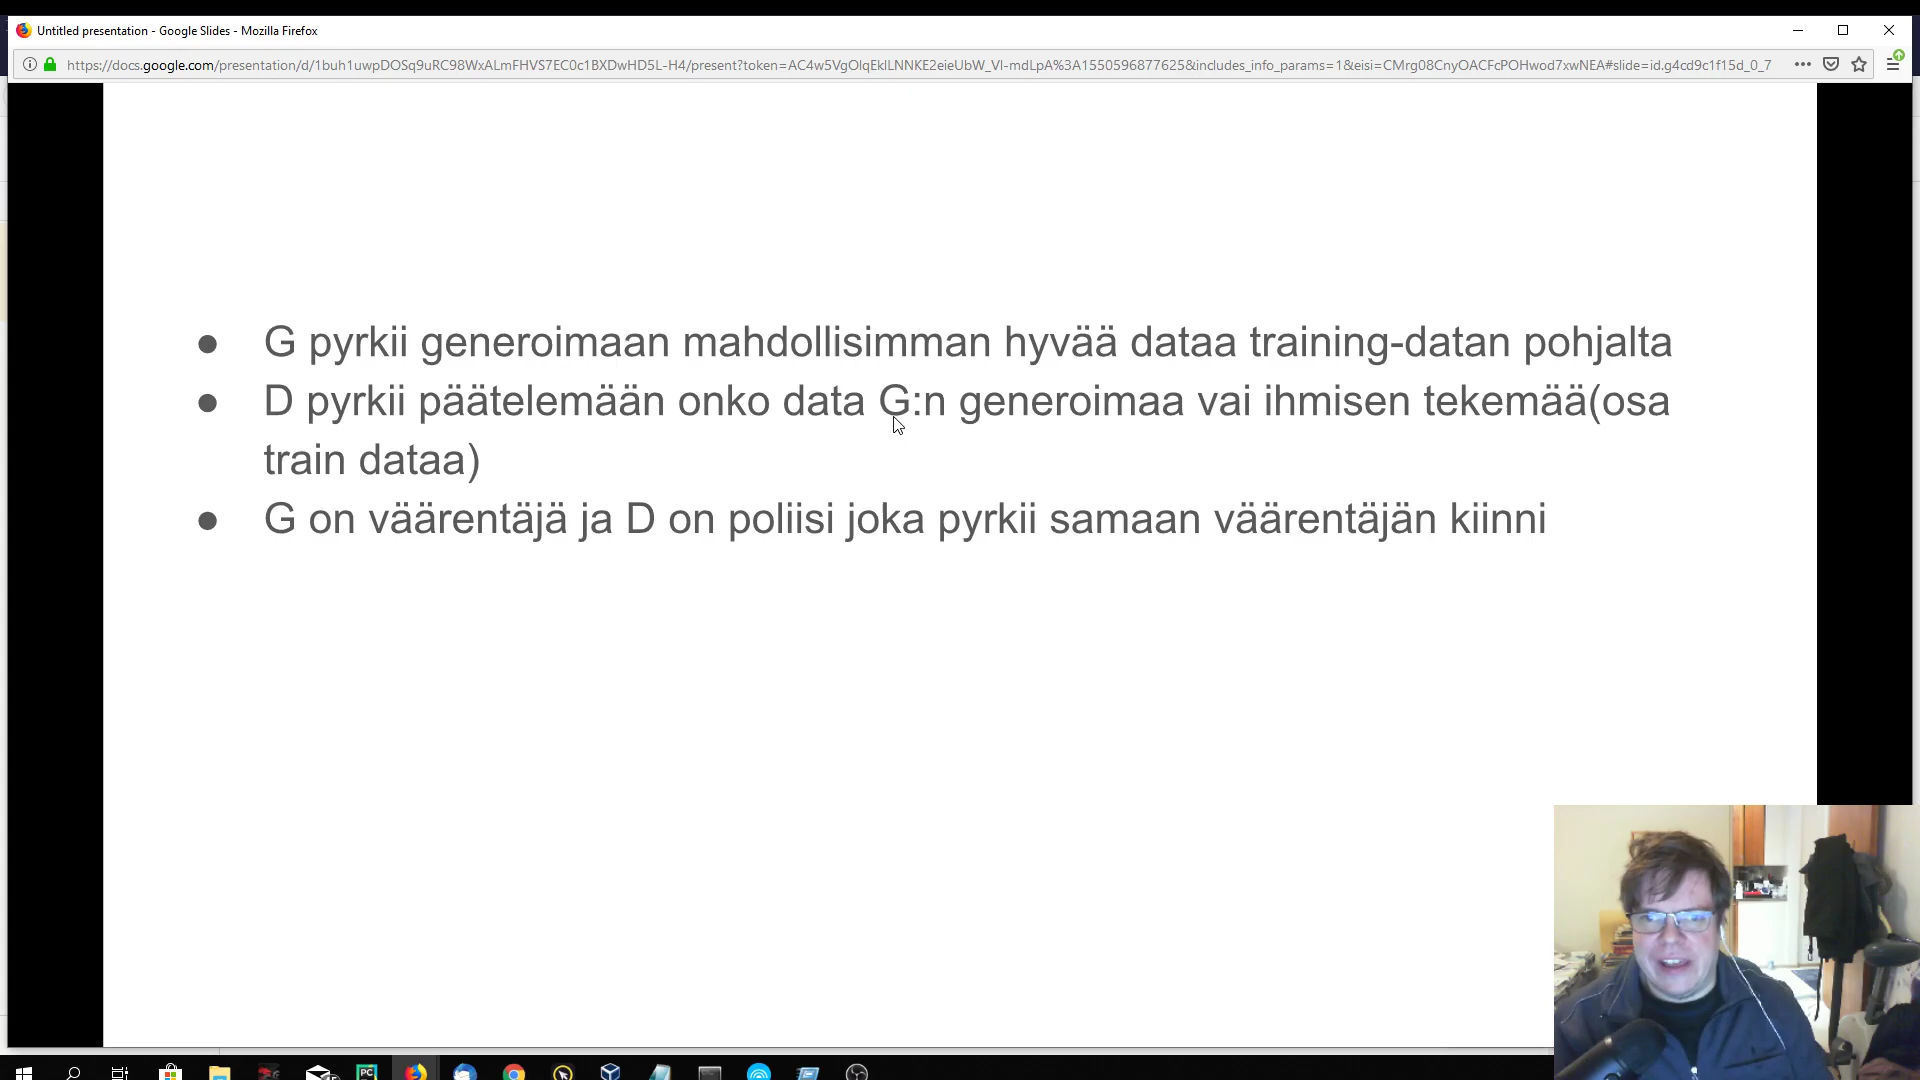 Untitled presentation - Google Slides - Mozilla Firefox
https://docs.google.com/presentation/d/1buh1uwpDOSq9uRC98WxALmFHVS7EC0c1BXDwHD5L-H4/present?token=AC4w5VgOlqEklLNNKE2eieUbW_Vl-mdLpA%3A1550596877625&includes_info_params=1&eisi=CMrg08CnyOACFcPOHwod7xwNEA#slide=id.g4cd9c1f15d_0_7
● G pyrkii generoimaan mahdollisimman hyvää dataa training-datan pohjalta
● D pyrkii päätelemään onko data G:n generoimaa vai ihmisen tekemää(osa
train dataa)
● G on väärentäjä ja D on poliisi joka pyrkii samaan väärentäjän kiinni
PC